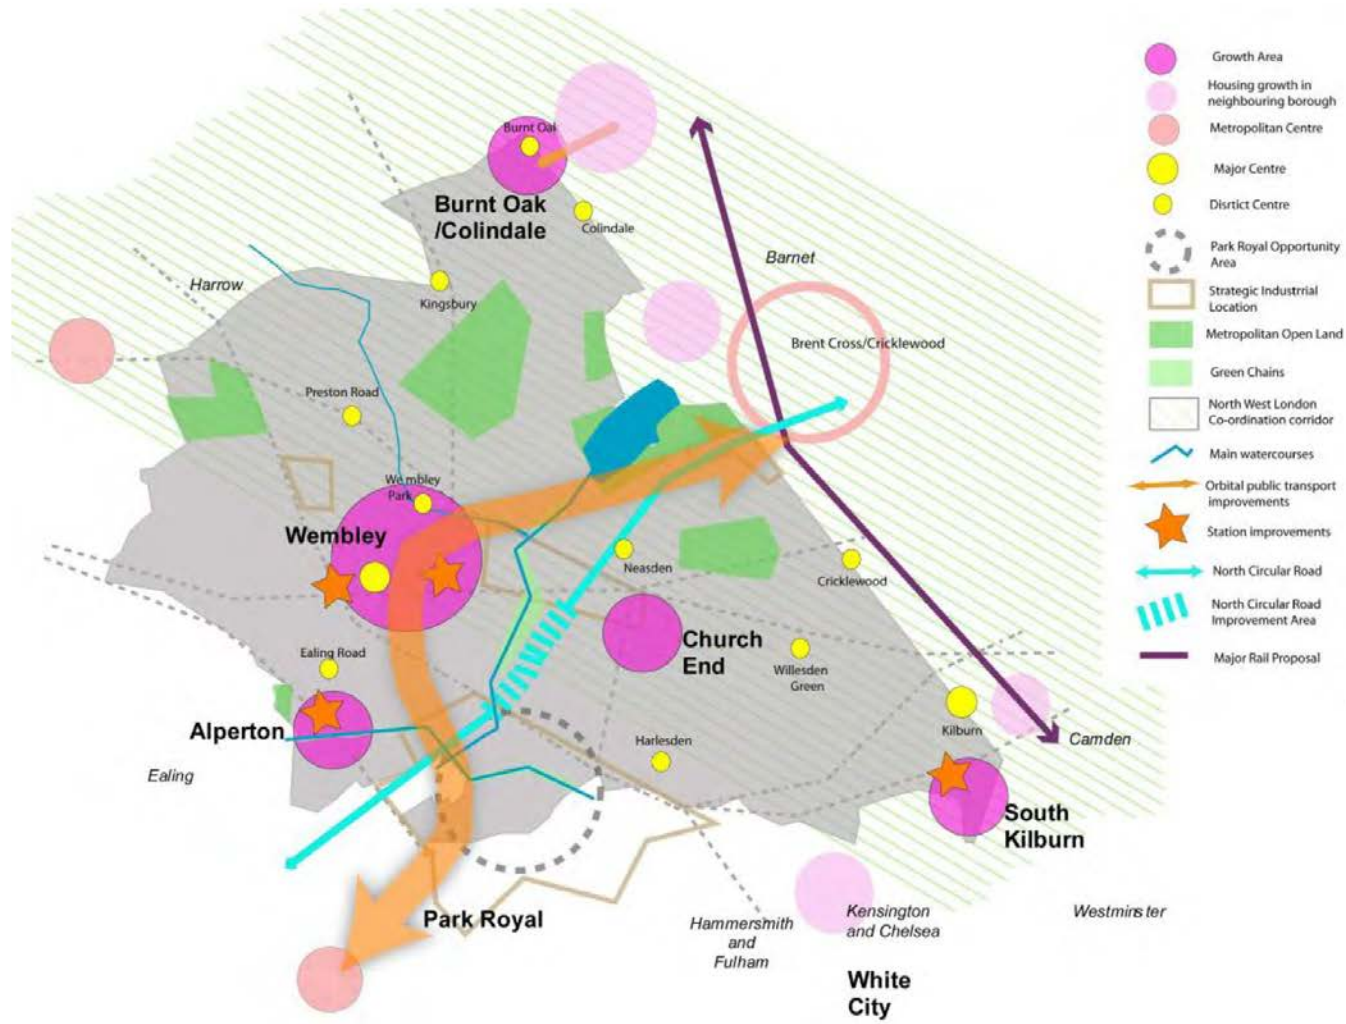 Burnt Oak
Burnt Oak
/Colindale
Colindale
Barnet
Harrow
Kingsbury
Brent Cross/Cricklewood
Preston Road
Wembley
Park
Wembley
Neasden
Cricklewood
Church
End
Ealing Road
Willesden
Green
Alperton
Harlesden
Kilburn
Camden
Ealing
South
Kilburn
Park Royal
Hammersmith
and
Fulham
Kensington
and Chelsea
Westminster
White
City
Growth Area
Housing growth in
neighbouring borough
Metropolitan Centre
Major Centre
Disrtict Centre
Park Royal Opportunity
Area
Strategic Industrrial
Location
Metropolitan Open Land
Green Chains
North West London
Co-ordination corridor
Main watercourses
Orbital public transport
improvements
Station improvements
North Circular Road
North Circular Road
Improvement Area
Major Rail Proposal